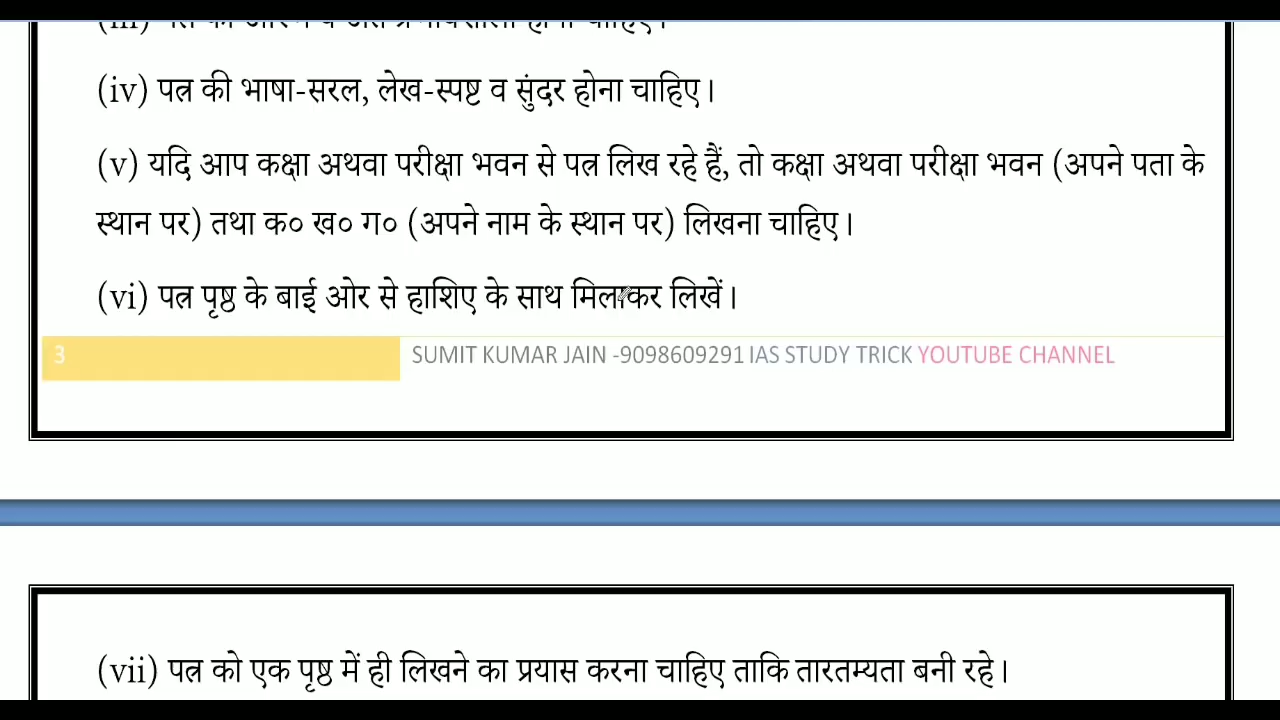 (iv) पत्र की भाषा-सरल, लेख-स्पष्ट व सुंदर होना चाहिए।
(v) यदि आप कक्षा अथवा परीक्षा भवन से पत्र लिख रहे हैं, तो कक्षा अथवा परीक्षा भवन (अपने पता के
स्थान पर) तथा क० ख० ग० (अपने नाम के स्थान पर) लिखना चाहिए।
(vi) पत्र पृष्ठ के बाई ओर से हाशिए के साथ मिलाकर लिखें।
3 SUMIT KUMAR JAIN -9098609291 IAS STUDY TRICK YOUTUBE CHANNEL
(vii) पत्र को एक पृष्ठ में ही लिखने का प्रयास करना चाहिए ताकि तारतम्यता बनी रहे।